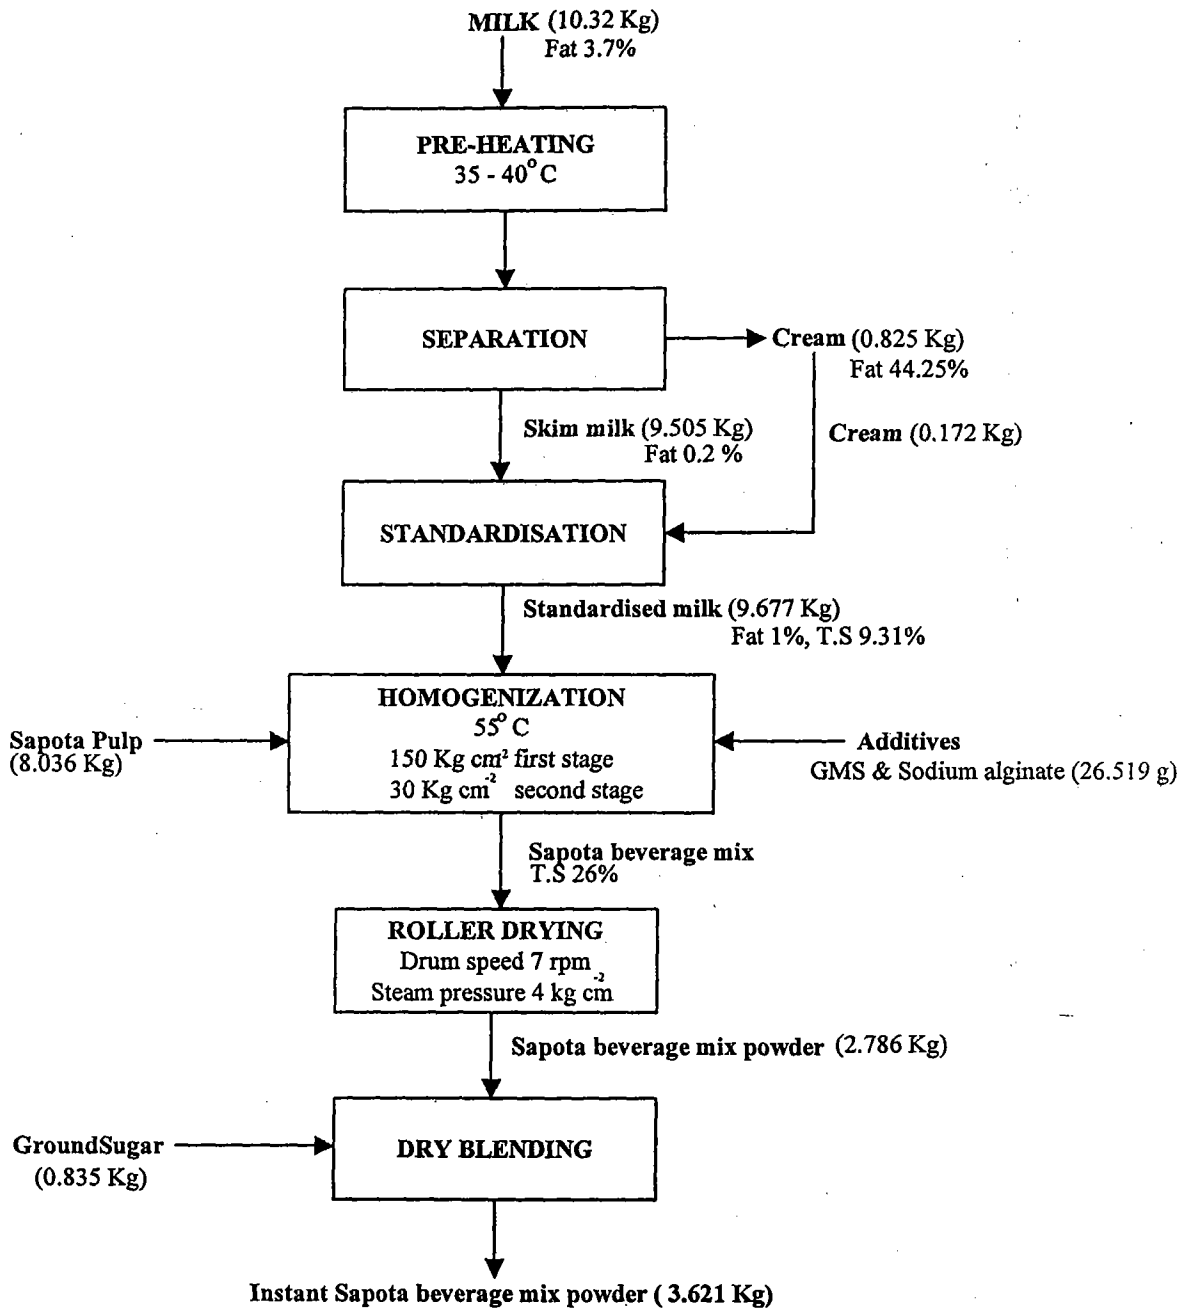 MILK (10.32 Kg)
Fat 3.7%
PRE-HEATING
35 - 40° C
SEPARATION
Cream (0.825 Kg)
Fat 44.25%
Skim milk (9.505 Kg)
Fat 0.2 %
Cream (0.172 Kg)
STANDARDISATION
Standardised milk (9.677 Kg)
Fat 1%, T.S 9.31%
HOMOGENIZATION
55° C
150 Kg cm² first stage
30 Kg cm⁻² second stage
Sapota Pulp
(8.036 Kg)
Additives
GMS & Sodium alginate (26.519 g)
Sapota beverage mix
T.S 26%
ROLLER DRYING
Drum speed 7 rpm
Steam pressure 4 kg cm⁻²
Sapota beverage mix powder (2.786 Kg)
GroundSugar
(0.835 Kg)
DRY BLENDING
Instant Sapota beverage mix powder ( 3.621 Kg)